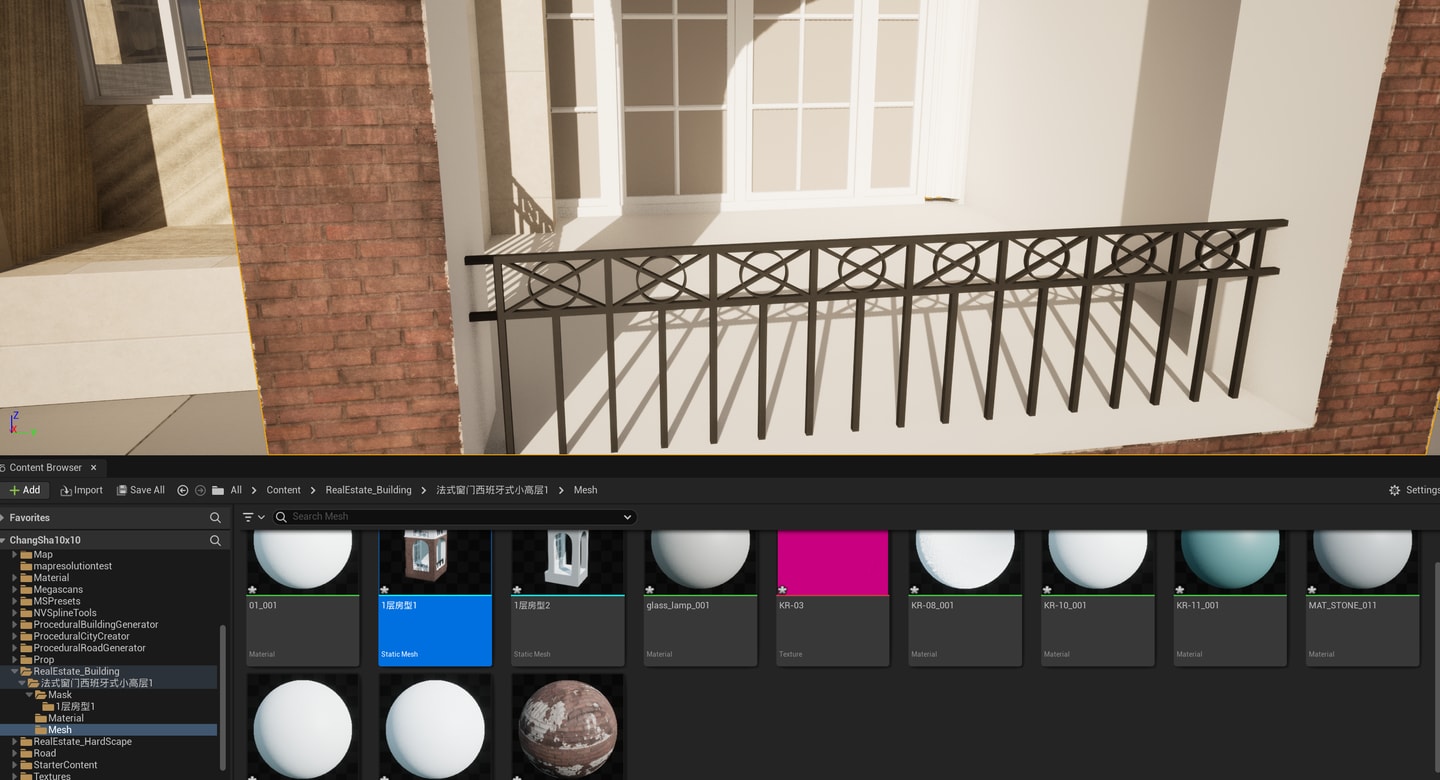 Z
X
Content Browser
Add
Import
Save All
All
Content
RealEstate_Building
法式窗门西班牙式小高层1
Mesh
Settings
Favorites
Search Mesh
ChangSha10x10
Map
mapresolutiontest
Material
Megascans
MSPresets
NVSplineTools
ProceduralBuildingGenerator
ProceduralCityCreator
ProceduralRoadGenerator
Prop
RealEstate_Building
法式窗门西班牙式小高层1
Mask
1层房型1
Material
Mesh
RealEstate_HardScape
Road
StarterContent
Textures
01_001
1层房型1
1层房型2
glass_lamp_001
KR-03
KR-08_001
KR-10_001
KR-11_001
MAT_STONE_011
Material
Static Mesh
Static Mesh
Material
Texture
Material
Material
Material
Material